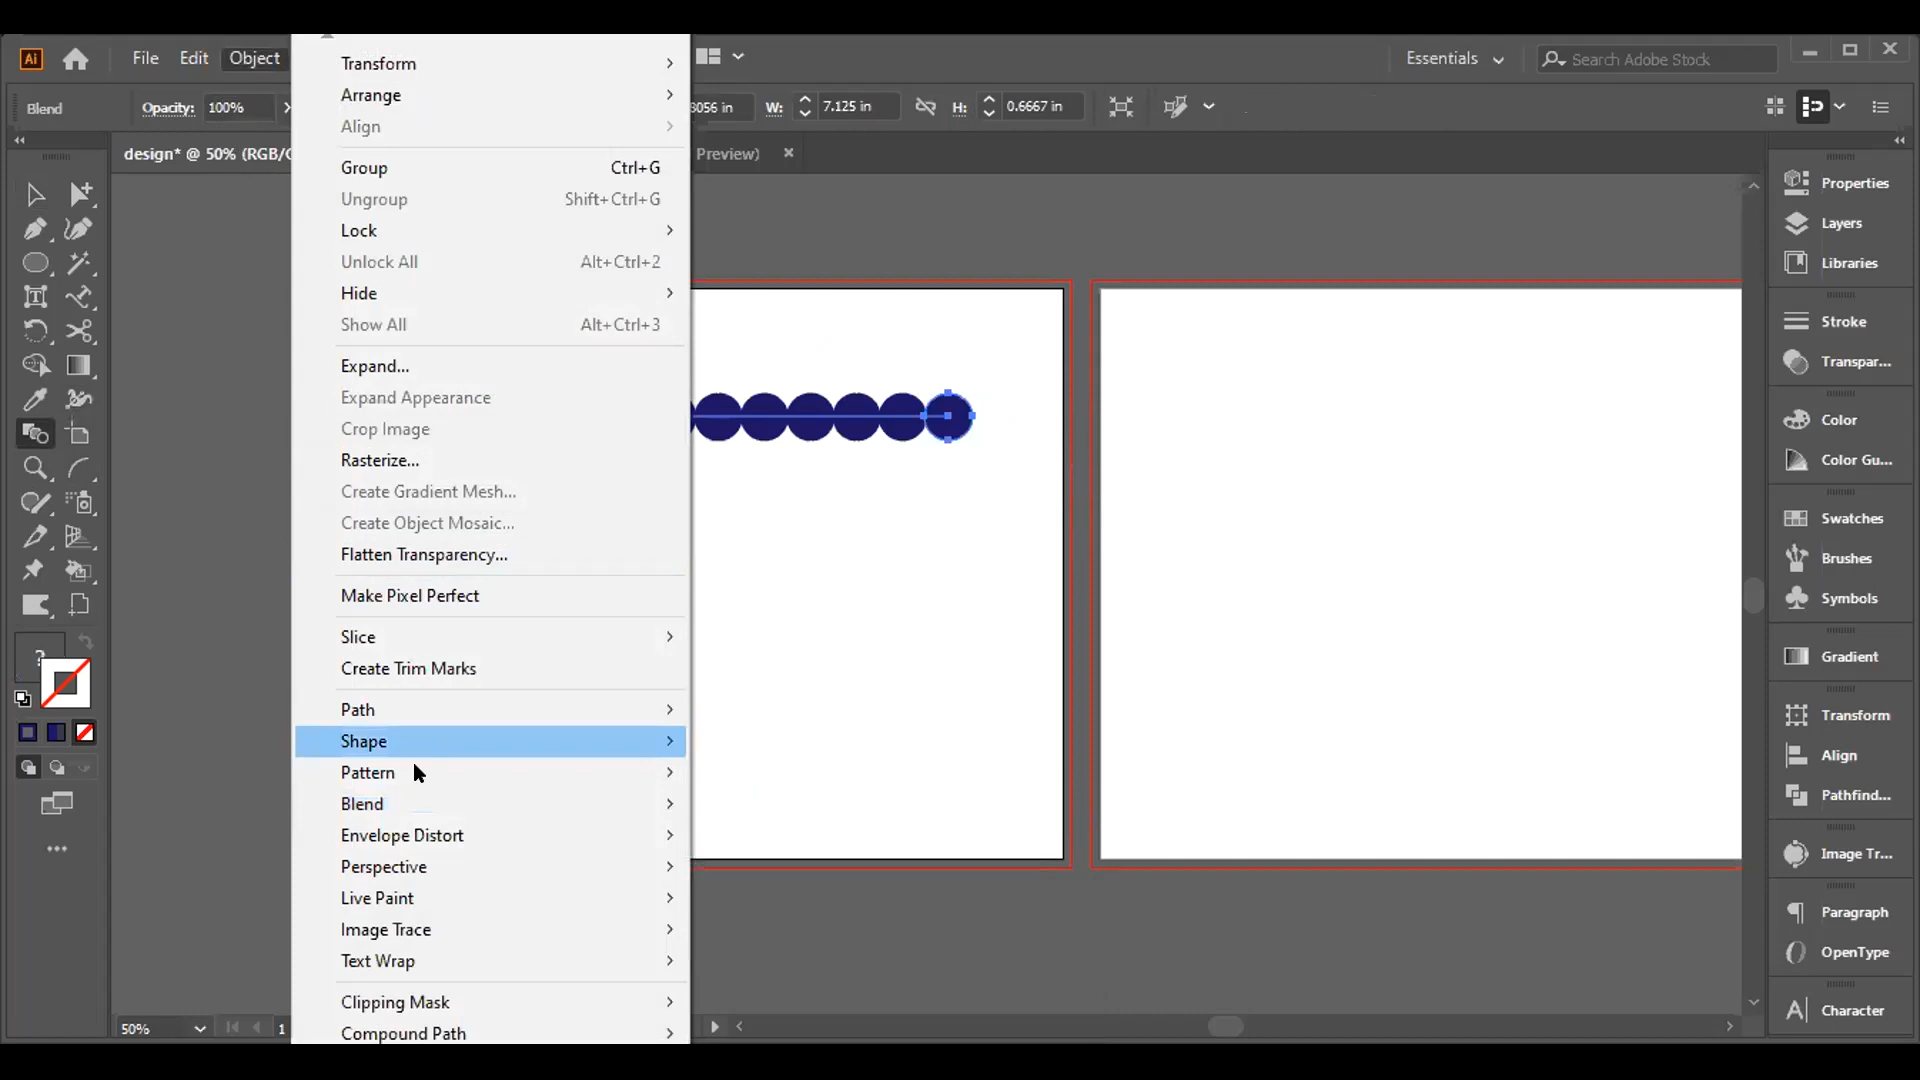 Ai File Edit Object Essentials Search Adobe Stock
Blend Opacity: 100% 3056 in W: 7.125 in H: 0.6667 in
design* @ 50% (RGB/ Preview)
Transform
Arrange
Align
Group Ctrl+G
Ungroup Shift+Ctrl+G
Lock
Unlock All Alt+Ctrl+2
Hide
Show All Alt+Ctrl+3
Expand...
Expand Appearance
Crop Image
Rasterize...
Create Gradient Mesh...
Create Object Mosaic...
Flatten Transparency...
Make Pixel Perfect
Slice
Create Trim Marks
Path
Shape
Pattern
Blend
Envelope Distort
Perspective
Live Paint
Image Trace
Text Wrap
Clipping Mask
Compound Path
Properties
Layers
Libraries
Stroke
Transpar...
Color
Color Gu...
Swatches
Brushes
Symbols
Gradient
Transform
Align
Pathfind...
Image Tr...
Paragraph
OpenType
Character
?
50% 1